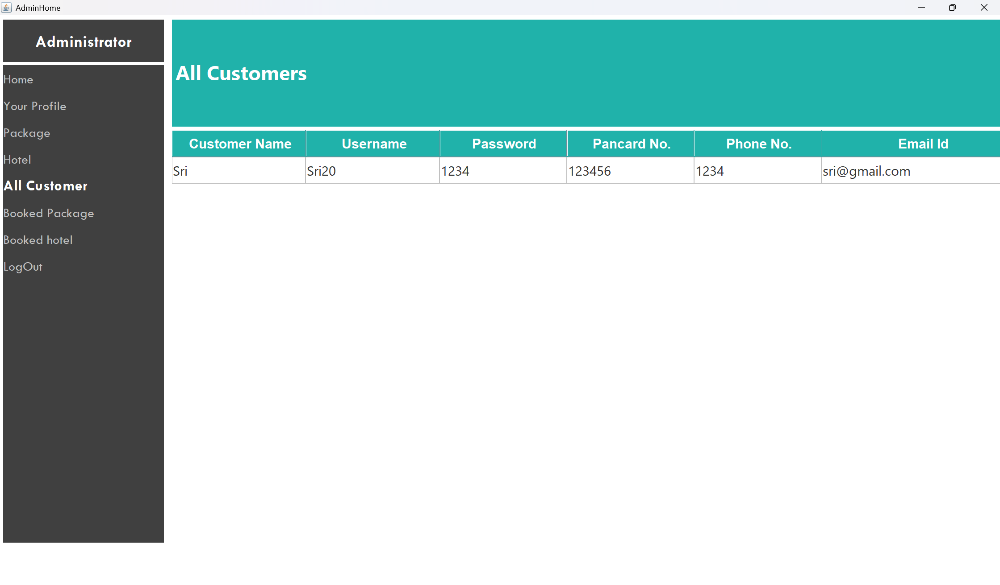 AdminHome
Administrator
Home
Your Profile
Package
Hotel
All Customer
Booked Package
Booked hotel
LogOut
All Customers
Customer Name Username Password Pancard No. Phone No. Email Id
Sri Sri20 1234 123456 1234 sri@gmail.com